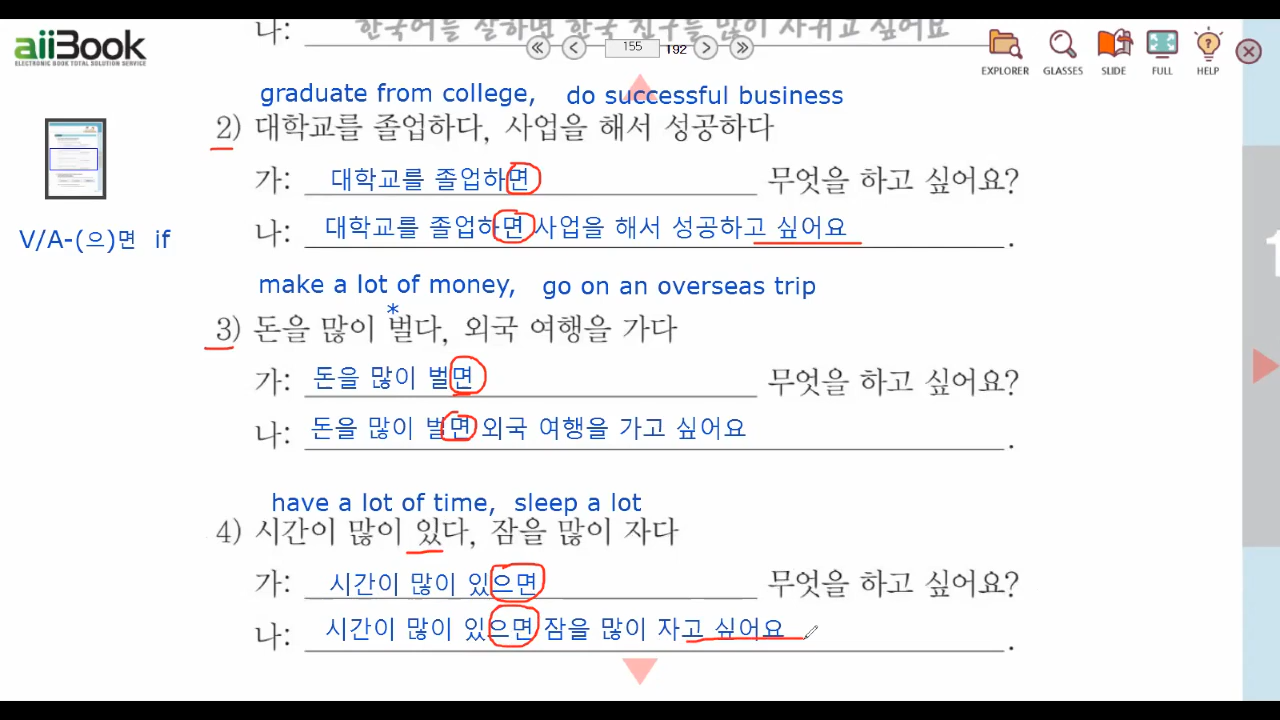 나: 한국어를 잘하면 한국 친구를 많이 사귀고 싶어요
aiiBook
ELECTRONIC BOOK TOTAL SOLUTION SERVICE
155 192
EXPLORER GLASSES SLIDE FULL HELP
graduate from college, do successful business
2) 대학교를 졸업하다, 사업을 해서 성공하다
가: 대학교를 졸업하면 무엇을 하고 싶어요?
나: 대학교를 졸업하면 사업을 해서 성공하고 싶어요.
V/A-(으)면 if
make a lot of money, go on an overseas trip
*
3) 돈을 많이 벌다, 외국 여행을 가다
가: 돈을 많이 벌면 무엇을 하고 싶어요?
나: 돈을 많이 벌면 외국 여행을 가고 싶어요.
have a lot of time, sleep a lot
4) 시간이 많이 있다, 잠을 많이 자다
가: 시간이 많이 있으면 무엇을 하고 싶어요?
나: 시간이 많이 있으면 잠을 많이 자고 싶어요.